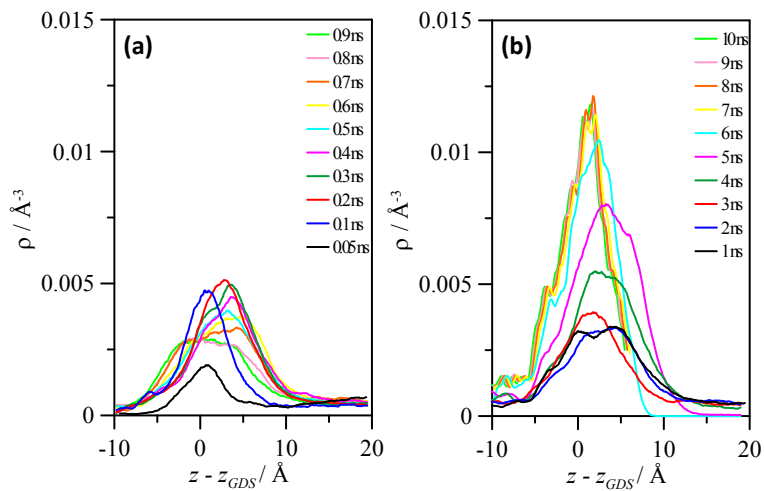 (a)
0.015
0.01
0.005
0
ρ / Å⁻³
-10
0
10
20
z - z_GDS / Å
0.9ns
0.8ns
0.7ns
0.6ns
0.5ns
0.4ns
0.3ns
0.2ns
0.1ns
0.05ns
(b)
0.015
0.01
0.005
0
ρ / Å⁻³
-10
0
10
20
z - z_GDS / Å
10ns
9ns
8ns
7ns
6ns
5ns
4ns
3ns
2ns
1ns